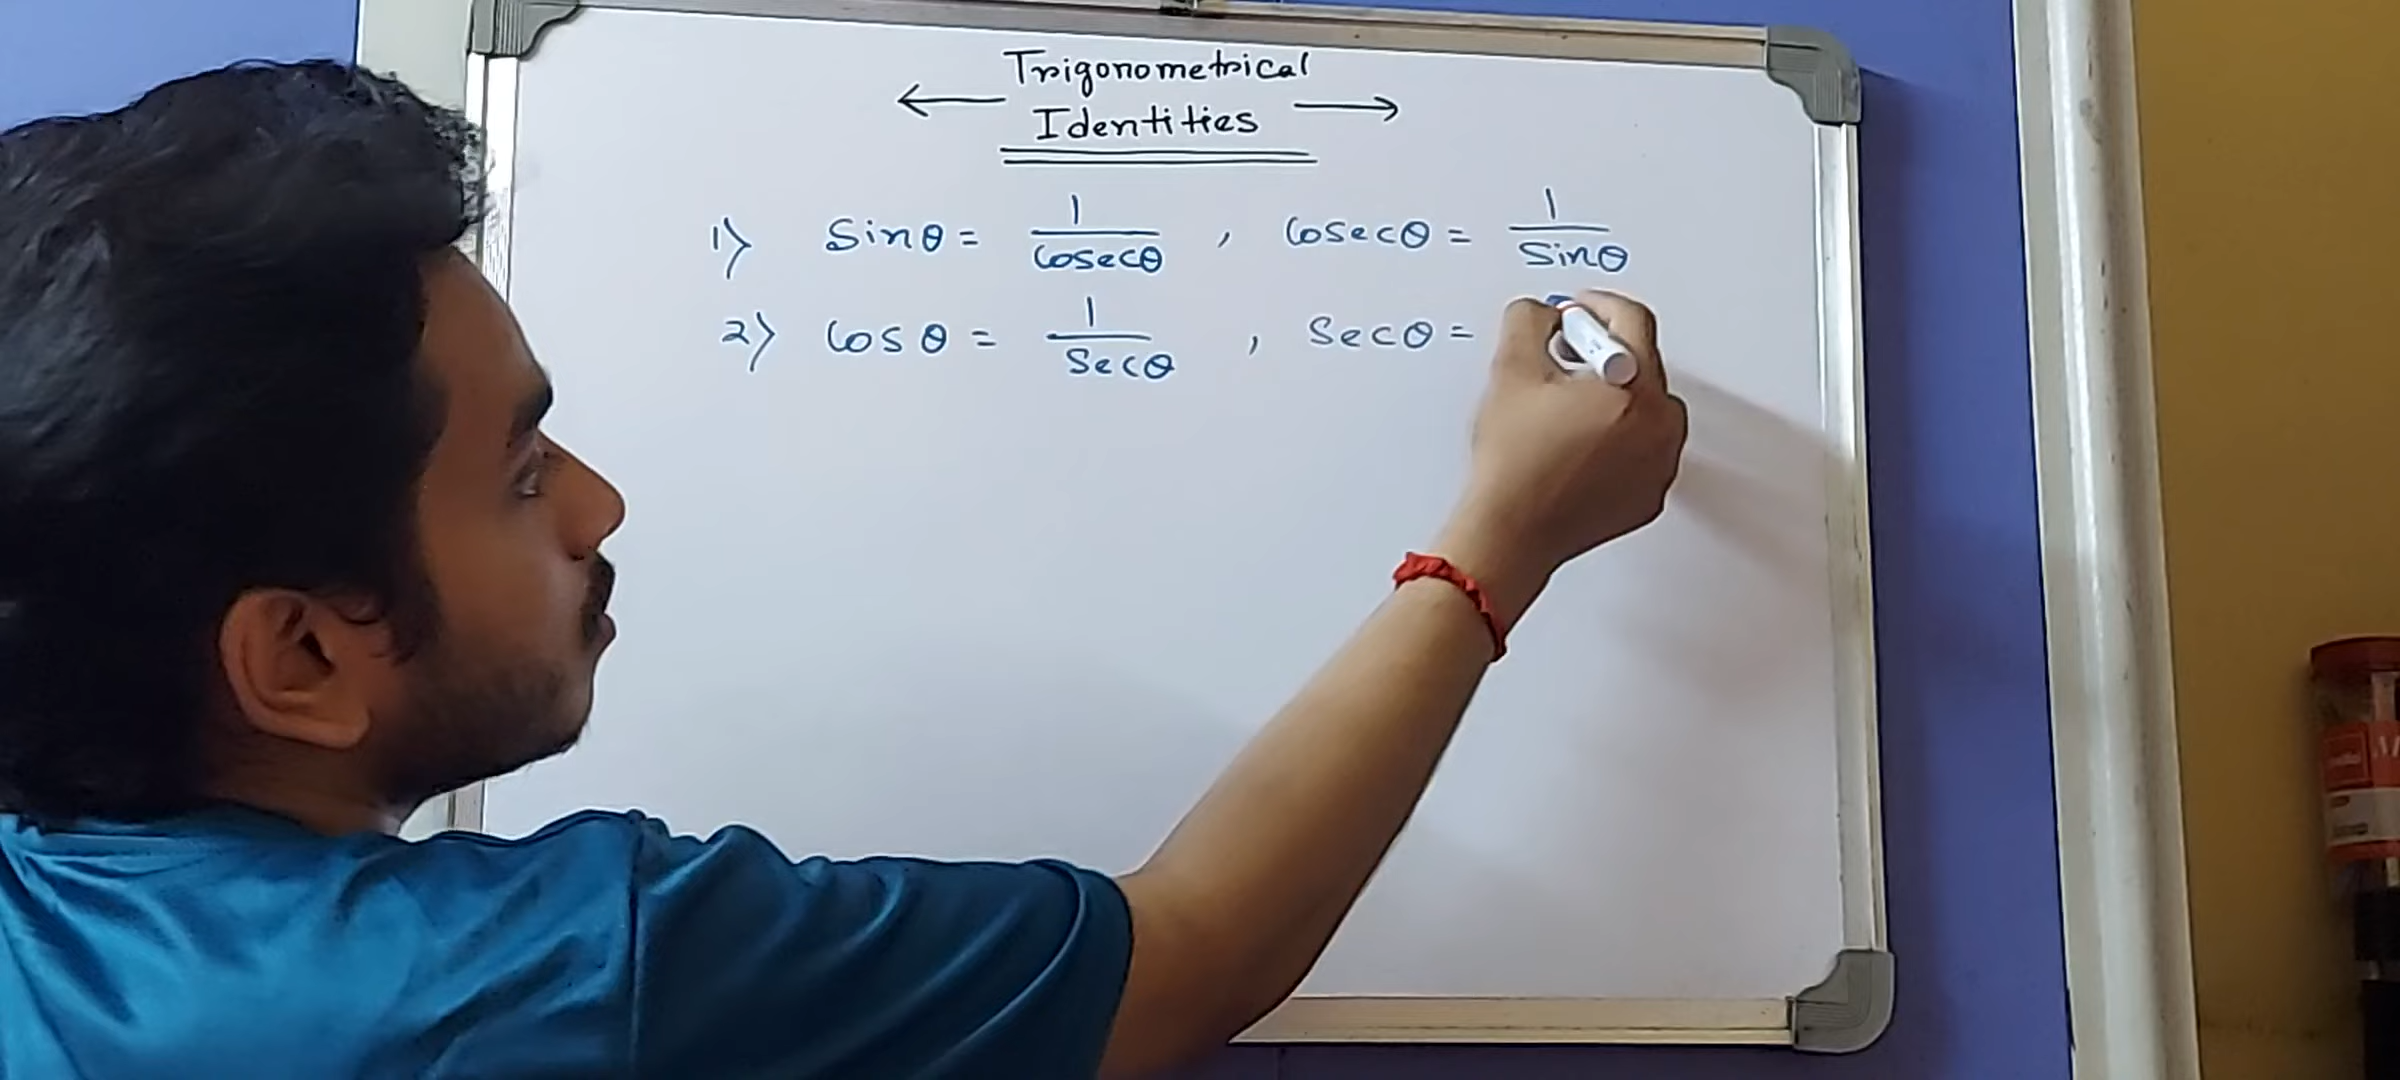 Trigonometrical
← Identities →
1) Sinθ = 1/Cosecθ , Cosecθ = 1/Sinθ
2) Cos θ = 1/Secθ , Secθ =